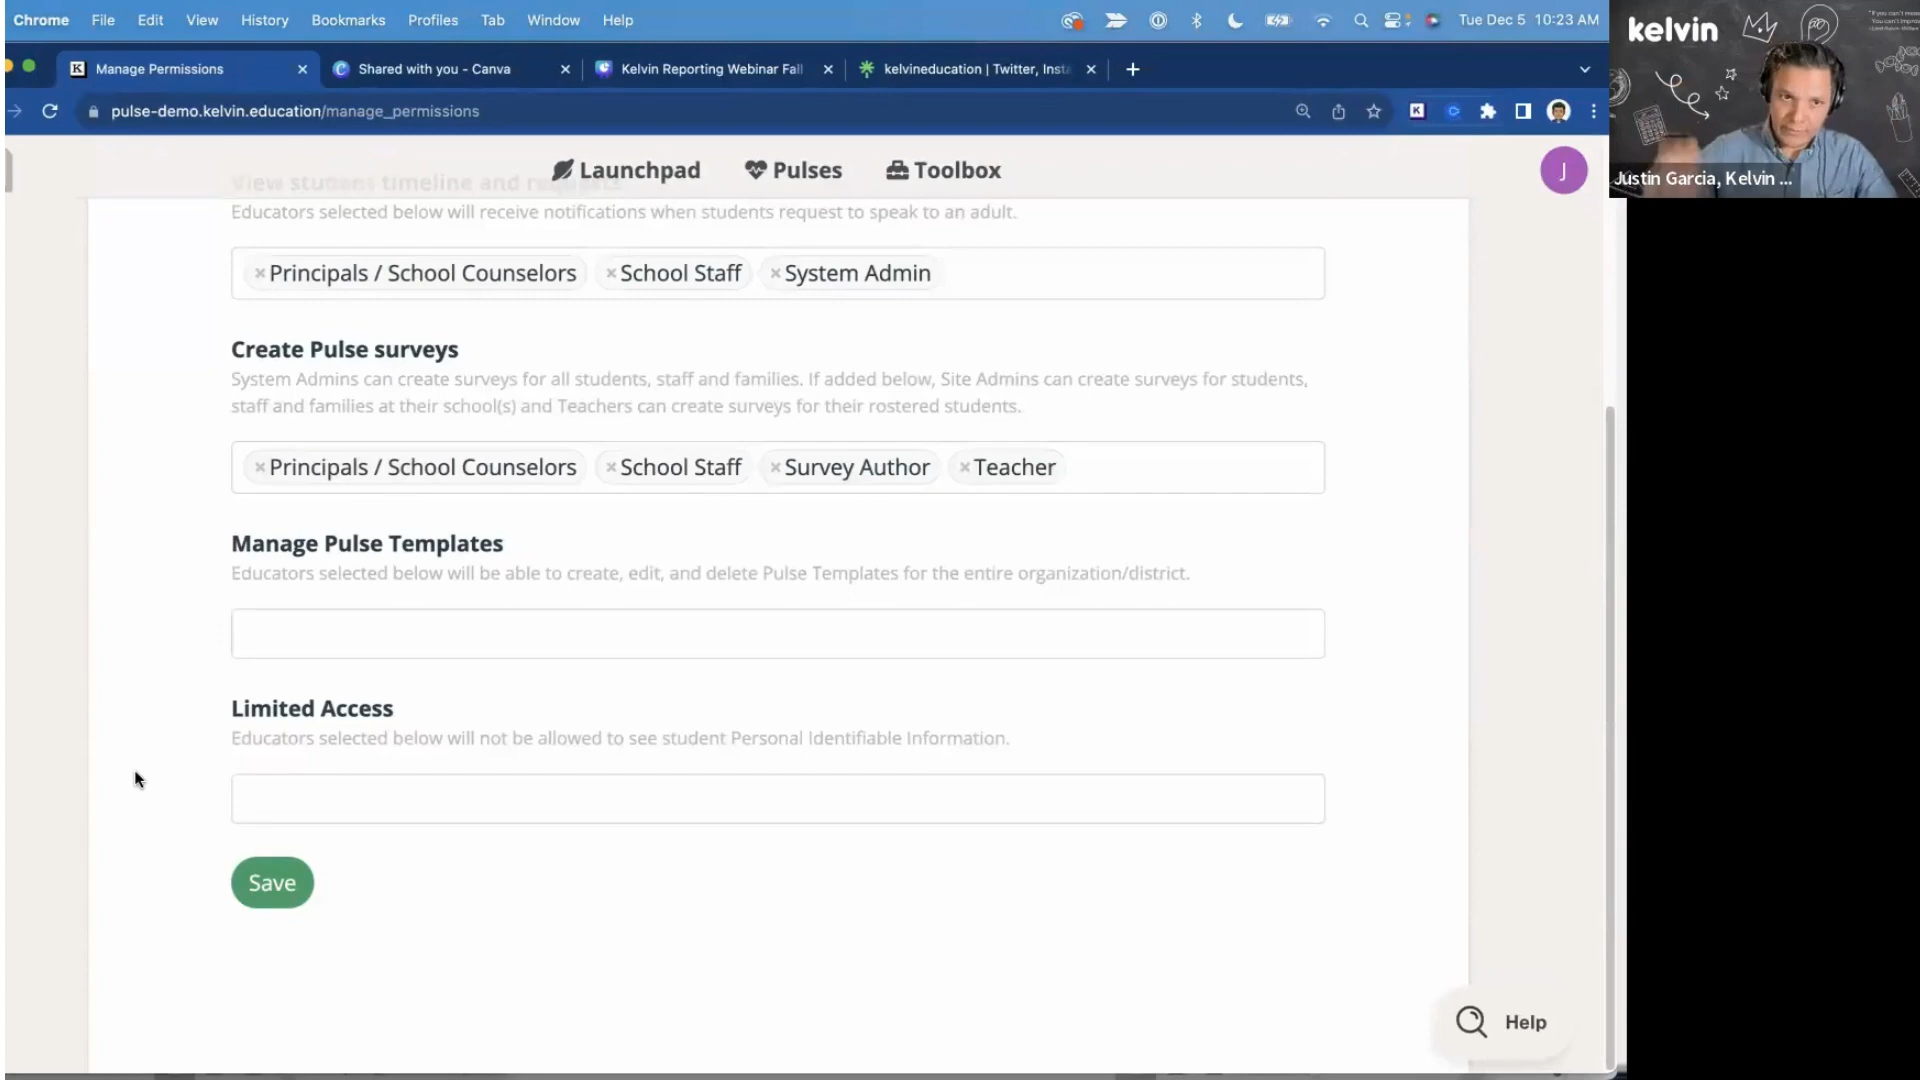 Chrome File Edit View History Bookmarks Profiles Tab Window Help Tue Dec 5 10:23 AM
Manage Permissions Shared with you - Canva Kelvin Reporting Webinar Fall kelvineducation | Twitter, Insta
pulse-demo.kelvin.education/manage_permissions
kelvin
Justin Garcia, Kelvin ...
Launchpad Pulses Toolbox J
View student timeline and requests
Educators selected below will receive notifications when students request to speak to an adult.
×Principals / School Counselors ×School Staff ×System Admin
Create Pulse surveys
System Admins can create surveys for all students, staff and families. If added below, Site Admins can create surveys for students,
staff and families at their school(s) and Teachers can create surveys for their rostered students.
×Principals / School Counselors ×School Staff ×Survey Author ×Teacher
Manage Pulse Templates
Educators selected below will be able to create, edit, and delete Pulse Templates for the entire organization/district.
Limited Access
Educators selected below will not be allowed to see student Personal Identifiable Information.
Save
Help